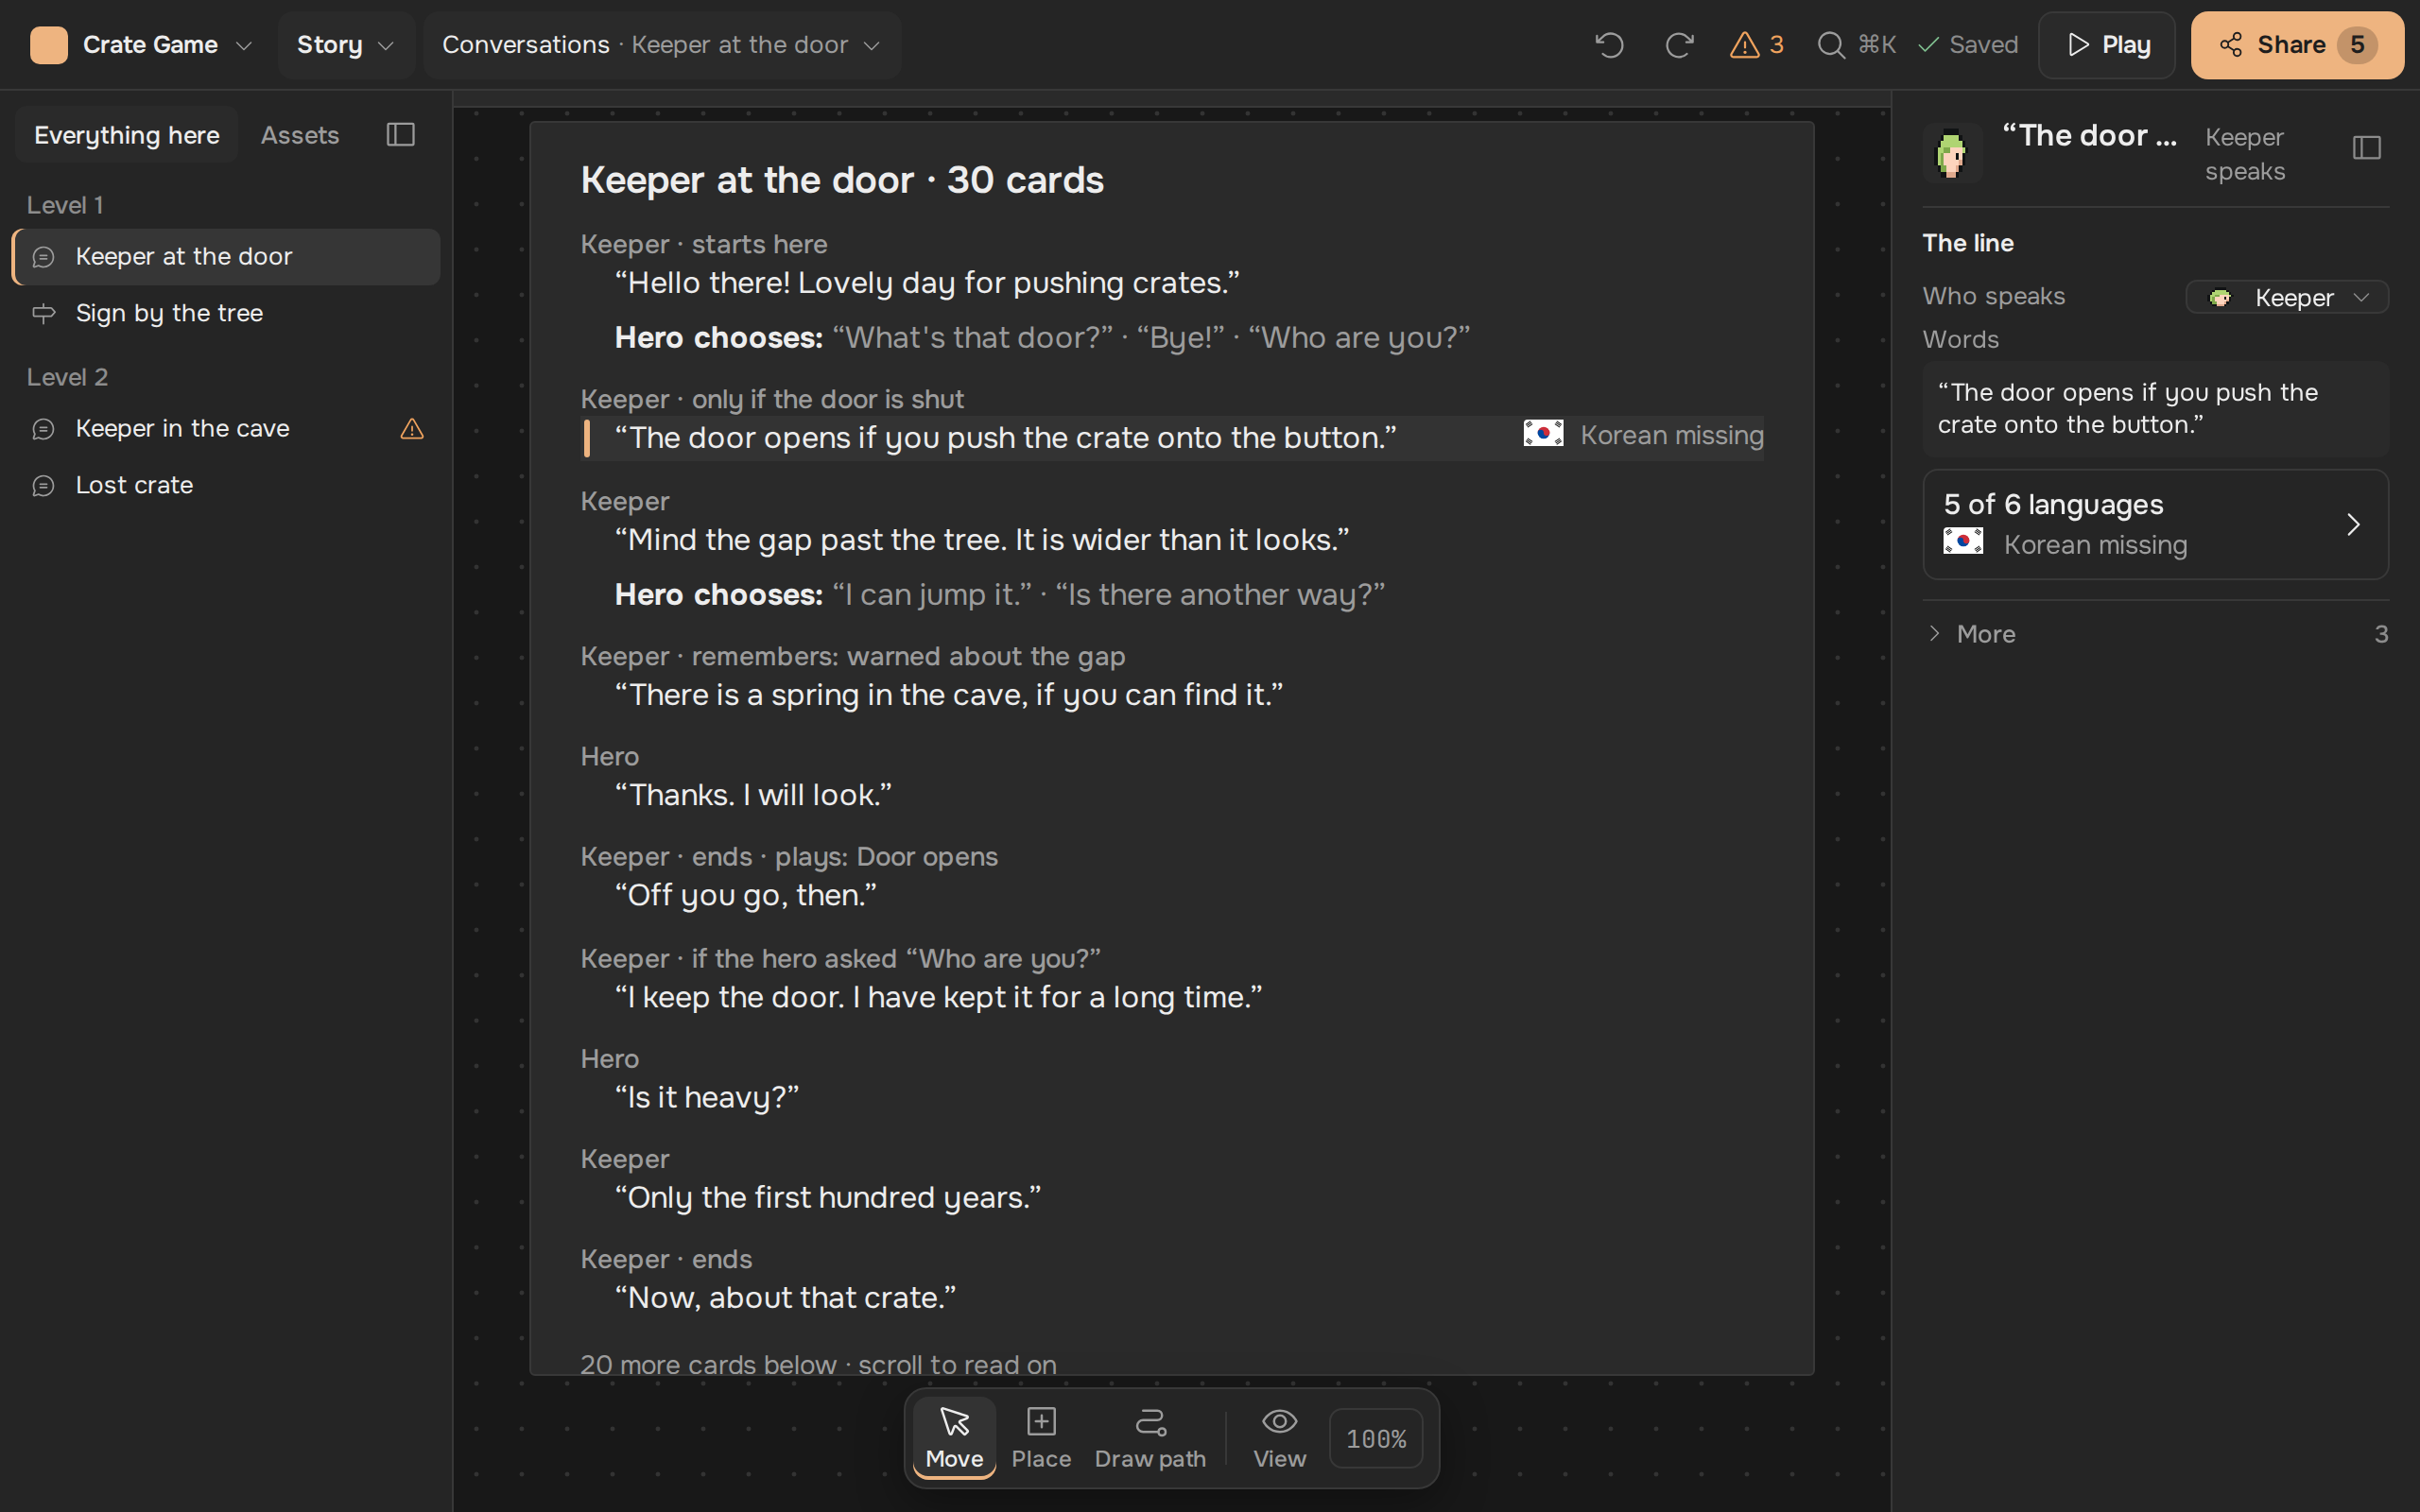 Crate Game
Story
Conversations · Keeper at the door
3
⌘K
Saved
Play
Share 5
Everything here
Assets
Level 1
Keeper at the door
Sign by the tree
Level 2
Keeper in the cave
Lost crate
Keeper at the door · 30 cards
Keeper · starts here
“Hello there! Lovely day for pushing crates.”
Hero chooses: “What's that door?” · “Bye!” · “Who are you?”
Keeper · only if the door is shut
“The door opens if you push the crate onto the button.” Korean missing
Keeper
“Mind the gap past the tree. It is wider than it looks.”
Hero chooses: “I can jump it.” · “Is there another way?”
Keeper · remembers: warned about the gap
“There is a spring in the cave, if you can find it.”
Hero
“Thanks. I will look.”
Keeper · ends · plays: Door opens
“Off you go, then.”
Keeper · if the hero asked “Who are you?”
“I keep the door. I have kept it for a long time.”
Hero
“Is it heavy?”
Keeper
“Only the first hundred years.”
Keeper · ends
“Now, about that crate.”
20 more cards below · scroll to read on
Move
Place
Draw path
View
100%
“The door ...
Keeper
speaks
The line
Who speaks
Keeper
Words
“The door opens if you push the
crate onto the button.”
5 of 6 languages
Korean missing
More
3